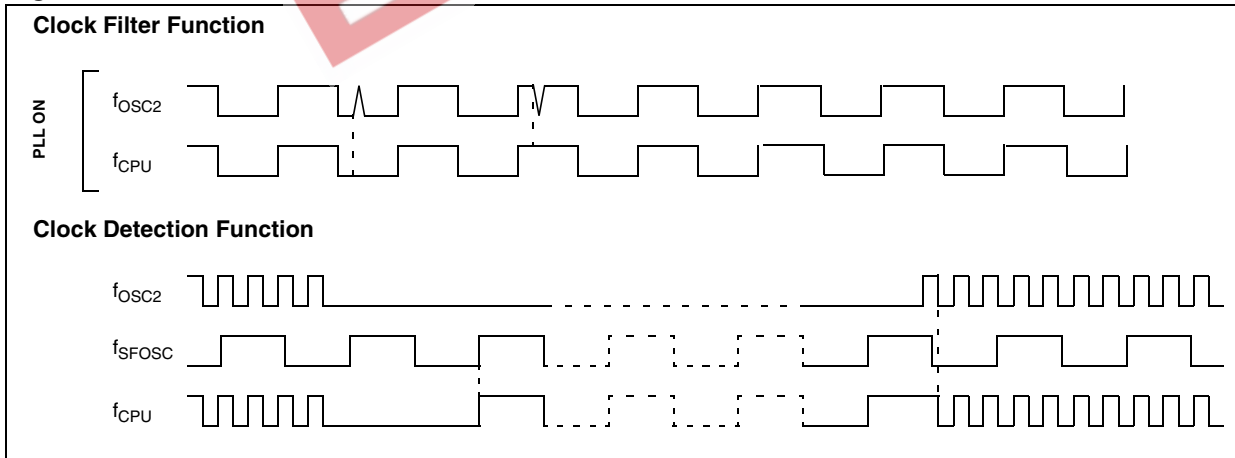 Clock Filter Function
PLL ON
fOSC2
fCPU
Clock Detection Function
fOSC2
fSFOSC
fCPU